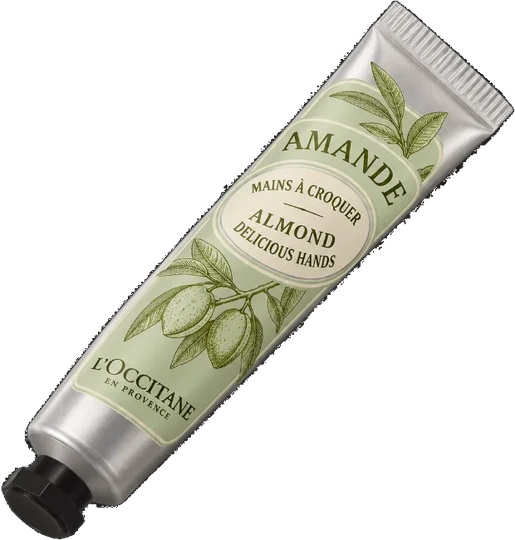 AMANDE
MAINS À CROQUER
ALMOND
DELICIOUS HANDS
L'OCCITANE
EN PROVENCE